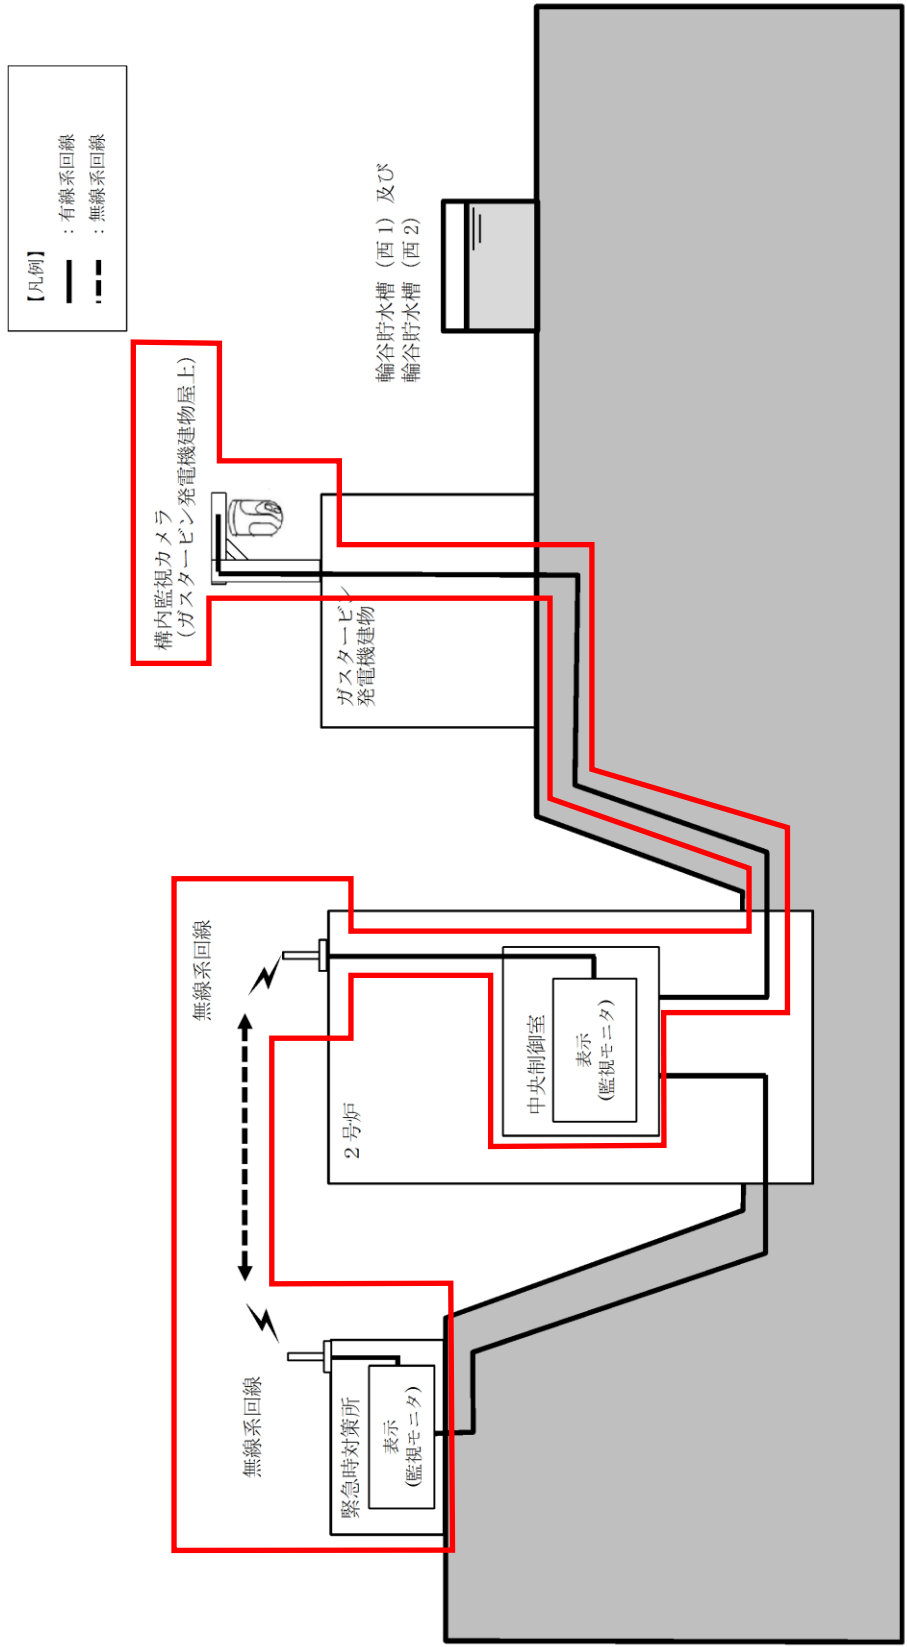 【凡例】
：有線系回線
：無線系回線
無線系回線
無線系回線
構内監視カメラ
（ガスタービン発電機建物屋上）
輪谷貯水槽（西1）及び
輪谷貯水槽（西2）
緊急時対策所
表示
(監視モニタ)
２号炉
中央制御室
表示
(監視モニタ)
ガスタービン
発電機建物